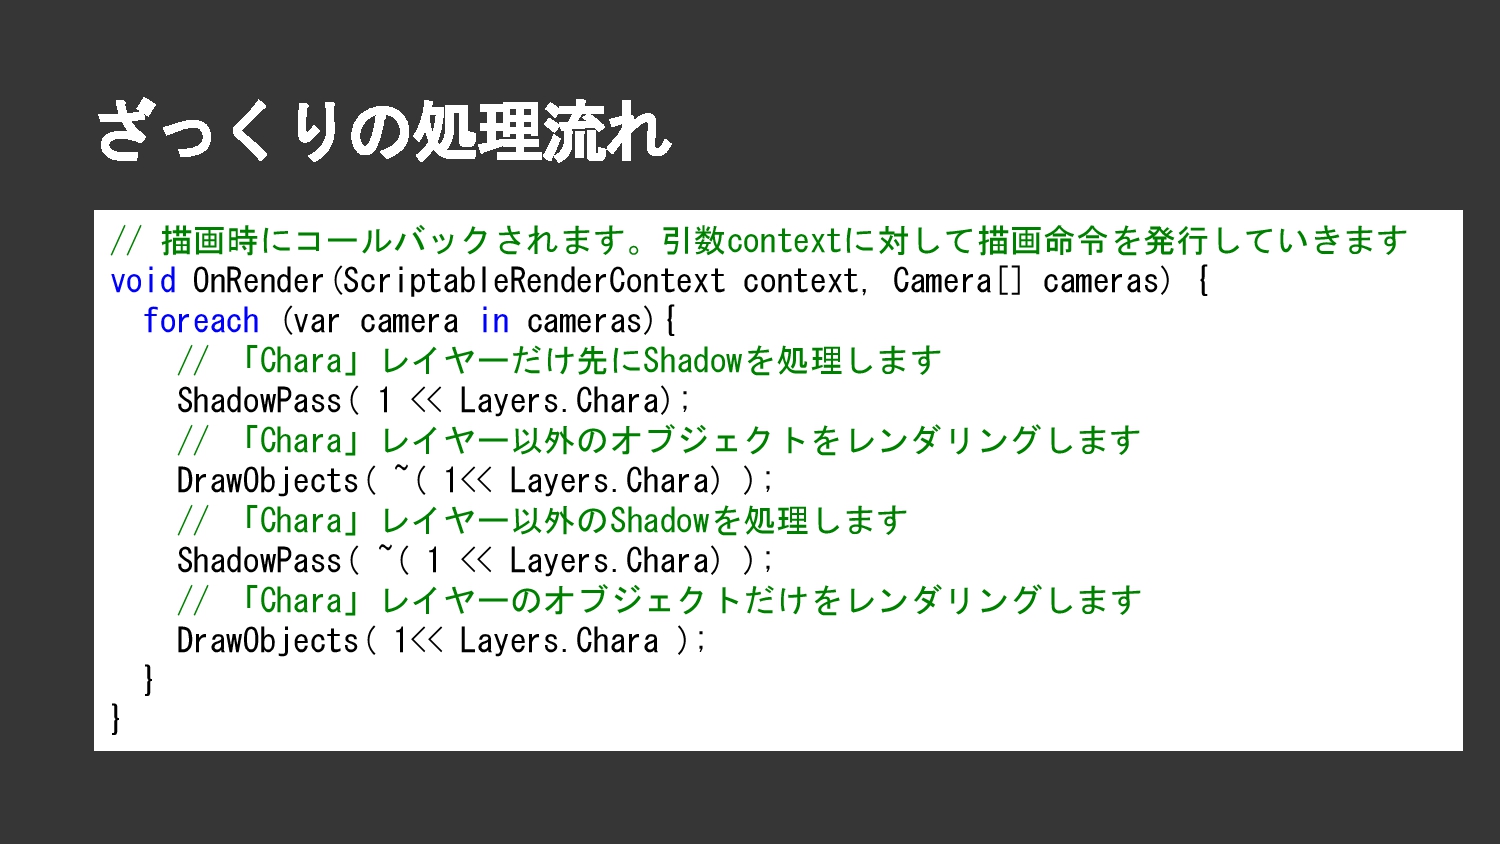 ざっくりの処理流れ
// 描画時にコールバックされます。引数contextに対して描画命令を発行していきます
void OnRender(ScriptableRenderContext context, Camera[] cameras) {
foreach (var camera in cameras){
// 「Chara」レイヤーだけ先にShadowを処理します
ShadowPass( 1 << Layers.Chara);
// 「Chara」レイヤー以外のオブジェクトをレンダリングします
DrawObjects( ~( 1<< Layers.Chara) );
// 「Chara」レイヤー以外のShadowを処理します
ShadowPass( ~( 1 << Layers.Chara) );
// 「Chara」レイヤーのオブジェクトだけをレンダリングします
DrawObjects( 1<< Layers.Chara );
}
}